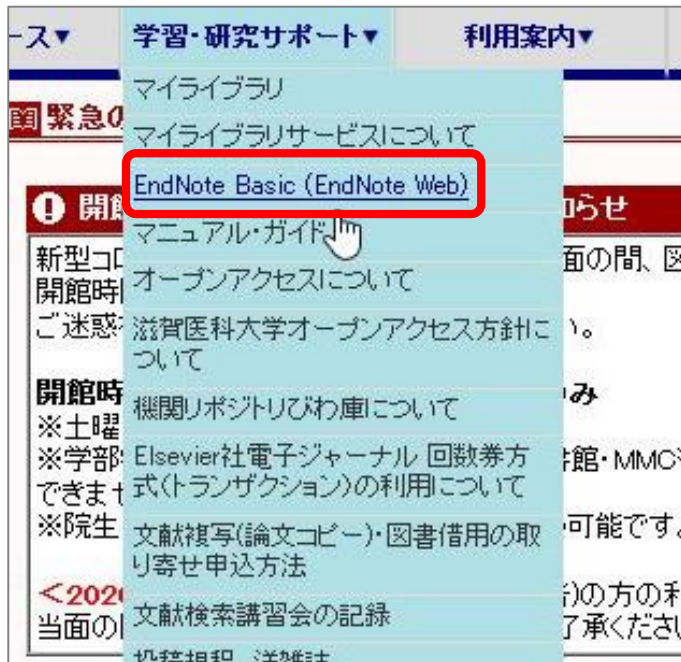 ース▼ 学習・研究サポート▼ 利用案内▼
マイライブラリ
緊急の
マイライブラリサービスについて
EndNote Basic (EndNote Web)
開館 らせ
マニュアル・ガイド
新型コロ 面の間、図
オープンアクセスについて
開館時間
ご迷惑
滋賀医科大学オープンアクセス方針に
ついて
開館時 み
機関リポジトリびわ庫について
※土曜
※学部 Elsevier社電子ジャーナル 回数券方 館・MMC
できませ 式(トランザクション)の利用について
※院生 文献複写(論文コピー)・図書借用の取 可能です。
り寄せ申込方法
<202 )の方の利
文献検索講習会の記録
当面の 了承くださ
投稿規程 洋雑誌